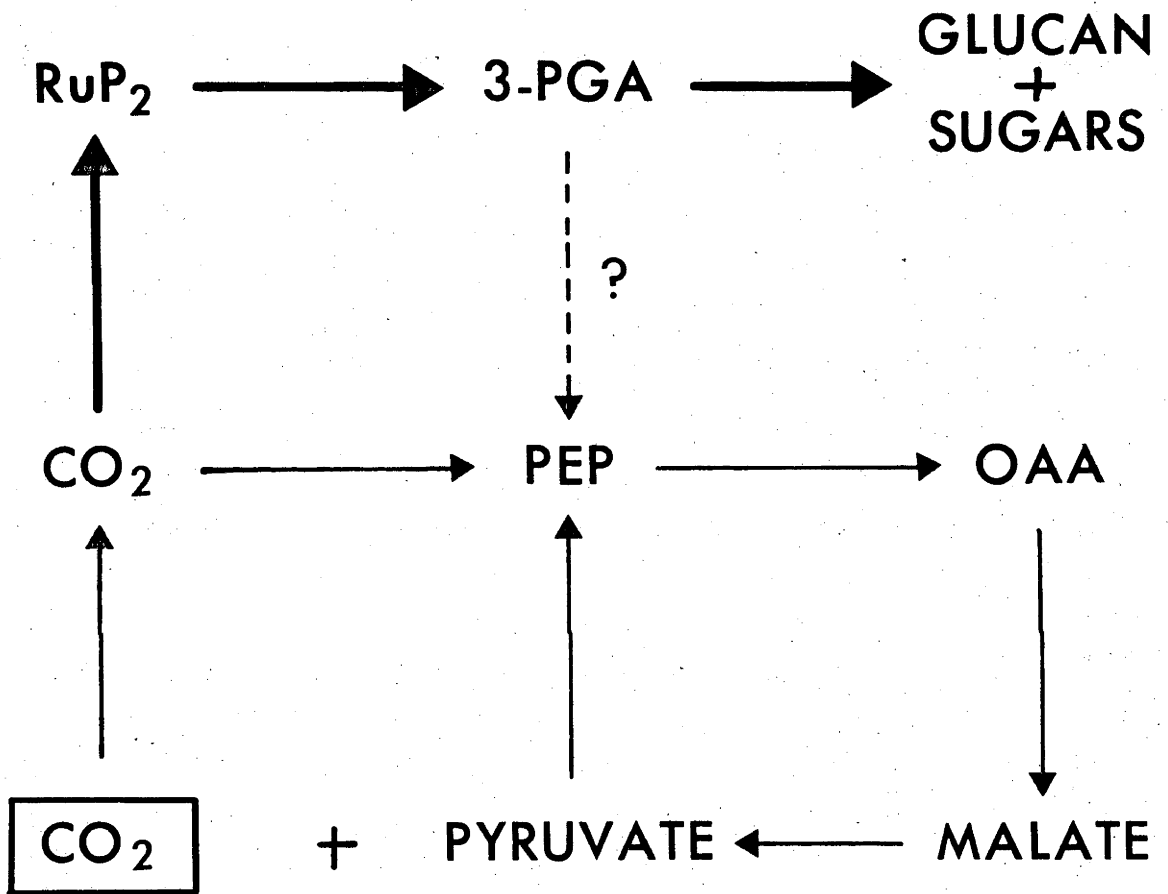 RuP₂ 3-PGA GLUCAN
+
SUGARS
?
CO₂ PEP OAA
CO₂ + PYRUVATE MALATE